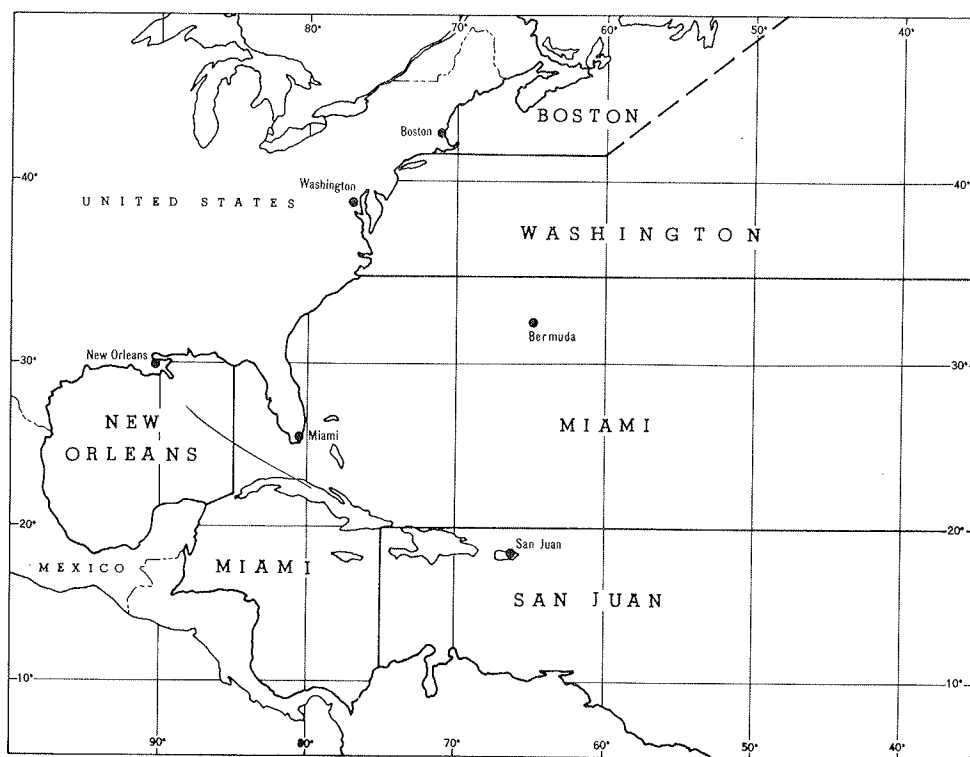 80°
70°
60°
50°
40°
BOSTON
Boston
40°
40°
Washington
UNITED STATES
WASHINGTON
Bermuda
New Orleans
30°
30°
NEW
ORLEANS
Miami
MIAMI
20°
20°
San Juan
MEXICO
MIAMI
SAN JUAN
10°
10°
90°
80°
70°
60°
50°
40°